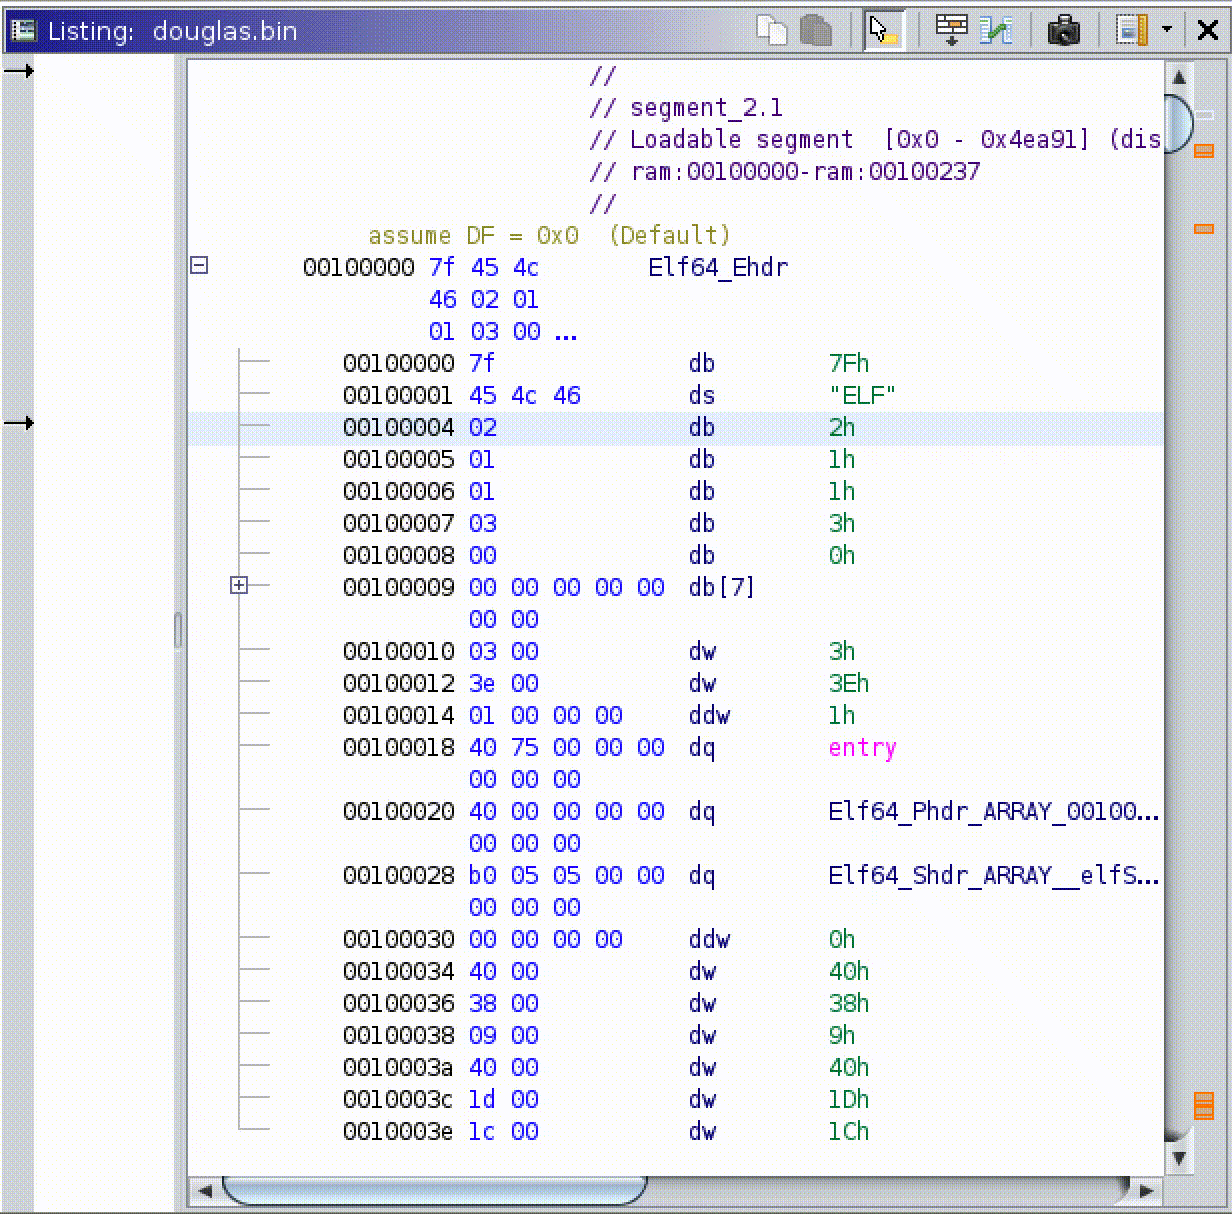 Listing: douglas.bin
//
// segment_2.1
// Loadable segment [0x0 - 0x4ea91] (dis
// ram:00100000-ram:00100237
//
assume DF = 0x0 (Default)
00100000 7f 45 4c Elf64_Ehdr
46 02 01
01 03 00 ...
00100000 7f db 7Fh
00100001 45 4c 46 ds "ELF"
00100004 02 db 2h
00100005 01 db 1h
00100006 01 db 1h
00100007 03 db 3h
00100008 00 db 0h
00100009 00 00 00 00 00 db[7]
00 00
00100010 03 00 dw 3h
00100012 3e 00 dw 3Eh
00100014 01 00 00 00 ddw 1h
00100018 40 75 00 00 00 dq entry
00 00 00
00100020 40 00 00 00 00 dq Elf64_Phdr_ARRAY_00100...
00 00 00
00100028 b0 05 05 00 00 dq Elf64_Shdr_ARRAY__elfS...
00 00 00
00100030 00 00 00 00 ddw 0h
00100034 40 00 dw 40h
00100036 38 00 dw 38h
00100038 09 00 dw 9h
0010003a 40 00 dw 40h
0010003c 1d 00 dw 1Dh
0010003e 1c 00 dw 1Ch